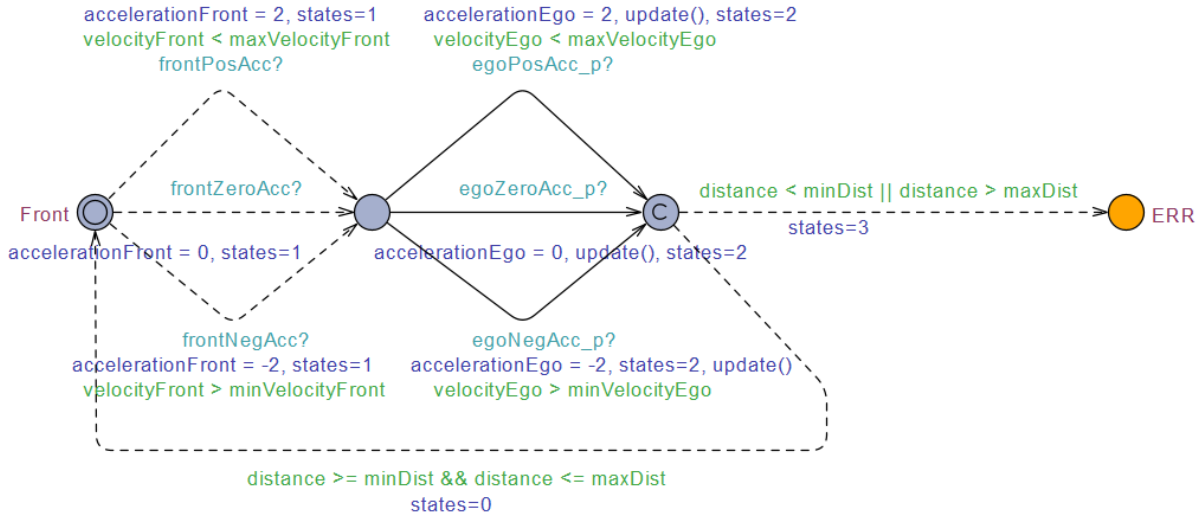 accelerationFront = 2, states=1
accelerationEgo = 2, update(), states=2
velocityFront < maxVelocityFront
velocityEgo < maxVelocityEgo
frontPosAcc?
egoPosAcc_p?
frontZeroAcc?
egoZeroAcc_p?
distance < minDist || distance > maxDist
Front
C
ERR
states=3
accelerationFront = 0, states=1
accelerationEgo = 0, update(), states=2
frontNegAcc?
egoNegAcc_p?
accelerationFront = -2, states=1
accelerationEgo = -2, states=2, update()
velocityFront > minVelocityFront
velocityEgo > minVelocityEgo
distance >= minDist && distance <= maxDist
states=0